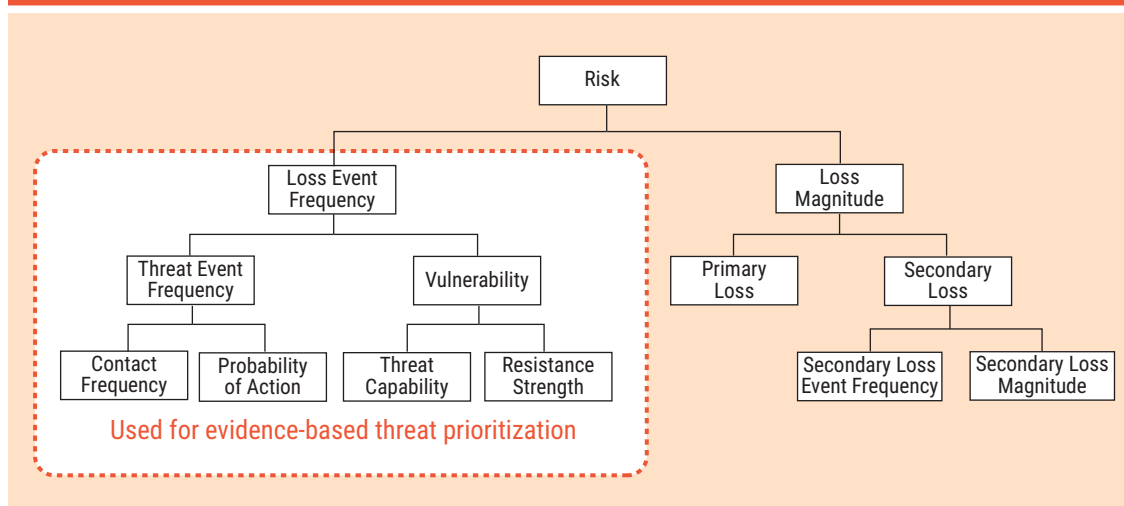 Risk
Loss Event
Frequency
Loss
Magnitude
Threat Event
Frequency
Vulnerability
Primary
Loss
Secondary
Loss
Contact
Frequency
Probability
of Action
Threat
Capability
Resistance
Strength
Secondary Loss
Event Frequency
Secondary Loss
Magnitude
Used for evidence-based threat prioritization